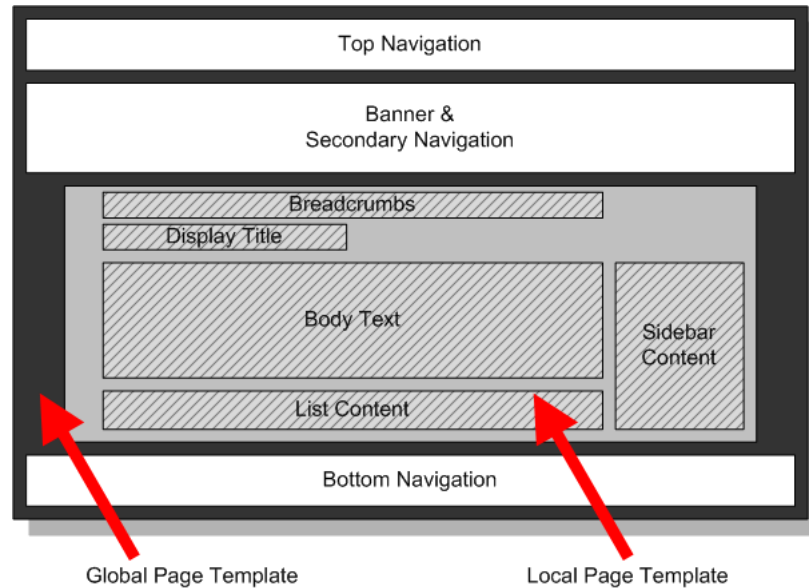 Top Navigation
Banner &
Secondary Navigation
Breadcrumbs
Display Title
Body Text
Sidebar
Content
List Content
Bottom Navigation
Global Page Template
Local Page Template